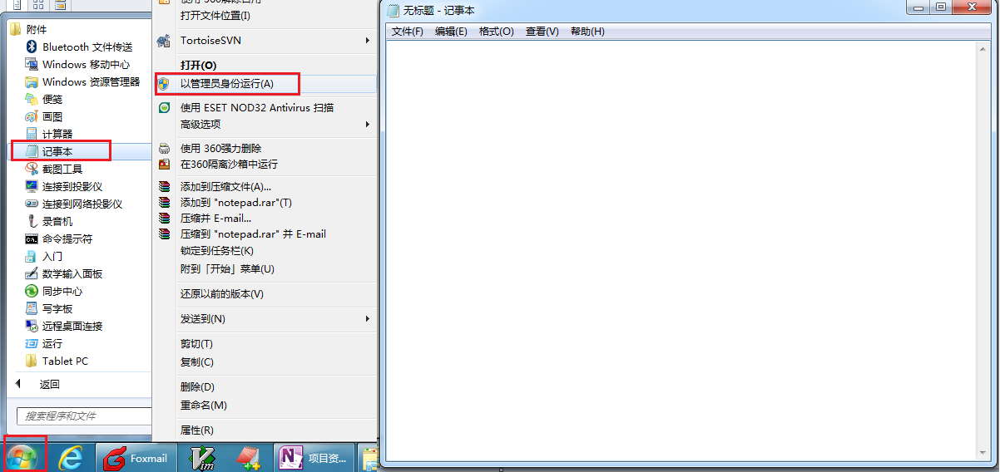 附件
Bluetooth 文件传送
Windows 移动中心
Windows 资源管理器
便笺
画图
计算器
记事本
截图工具
连接到投影仪
连接到网络投影仪
录音机
命令提示符
入门
数学输入面板
同步中心
写字板
远程桌面连接
运行
Tablet PC
返回
搜索程序和文件
打开文件位置(I)
TortoiseSVN
打开(O)
以管理员身份运行(A)
使用 ESET NOD32 Antivirus 扫描
高级选项
使用 360强力删除
在360隔离沙箱中运行
添加到压缩文件(A)...
添加到 "notepad.rar"(T)
压缩并 E-mail...
压缩到 "notepad.rar" 并 E-mail
锁定到任务栏(K)
附到「开始」菜单(U)
还原以前的版本(V)
发送到(N)
剪切(T)
复制(C)
删除(D)
重命名(M)
属性(R)
无标题 - 记事本
文件(F) 编辑(E) 格式(O) 查看(V) 帮助(H)
Foxmail
项目资...